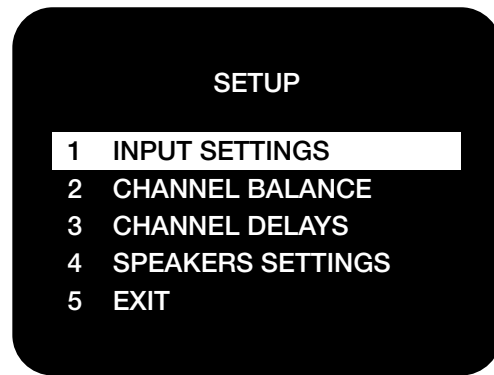 SETUP
1 INPUT SETTINGS
2 CHANNEL BALANCE
3 CHANNEL DELAYS
4 SPEAKERS SETTINGS
5 EXIT